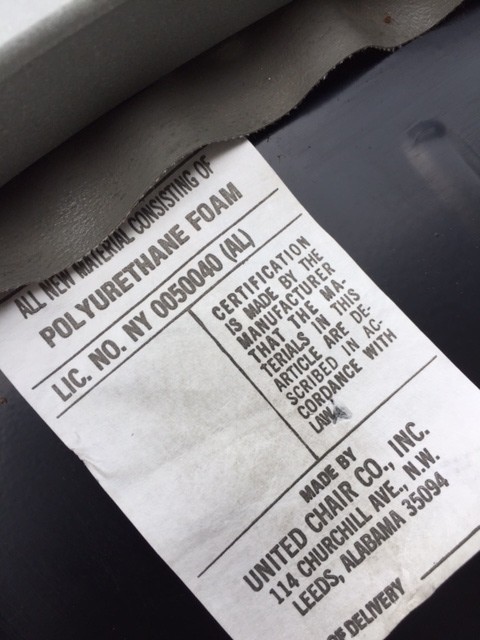 ALL NEW MATERIAL CONSISTING OF
POLYURETHANE FOAM
LIC. NO. NY 0050040 (AL)
CERTIFICATION
IS MADE BY THE
MANUFACTURER
THAT THE MA-
TERIALS IN THIS
ARTICLE ARE DE-
SCRIBED IN AC-
CORDANCE WITH
LAW
MADE BY
UNITED CHAIR CO., INC.
114 CHURCHILL AVE., N.W.
LEEDS, ALABAMA 35094
OF DELIVERY